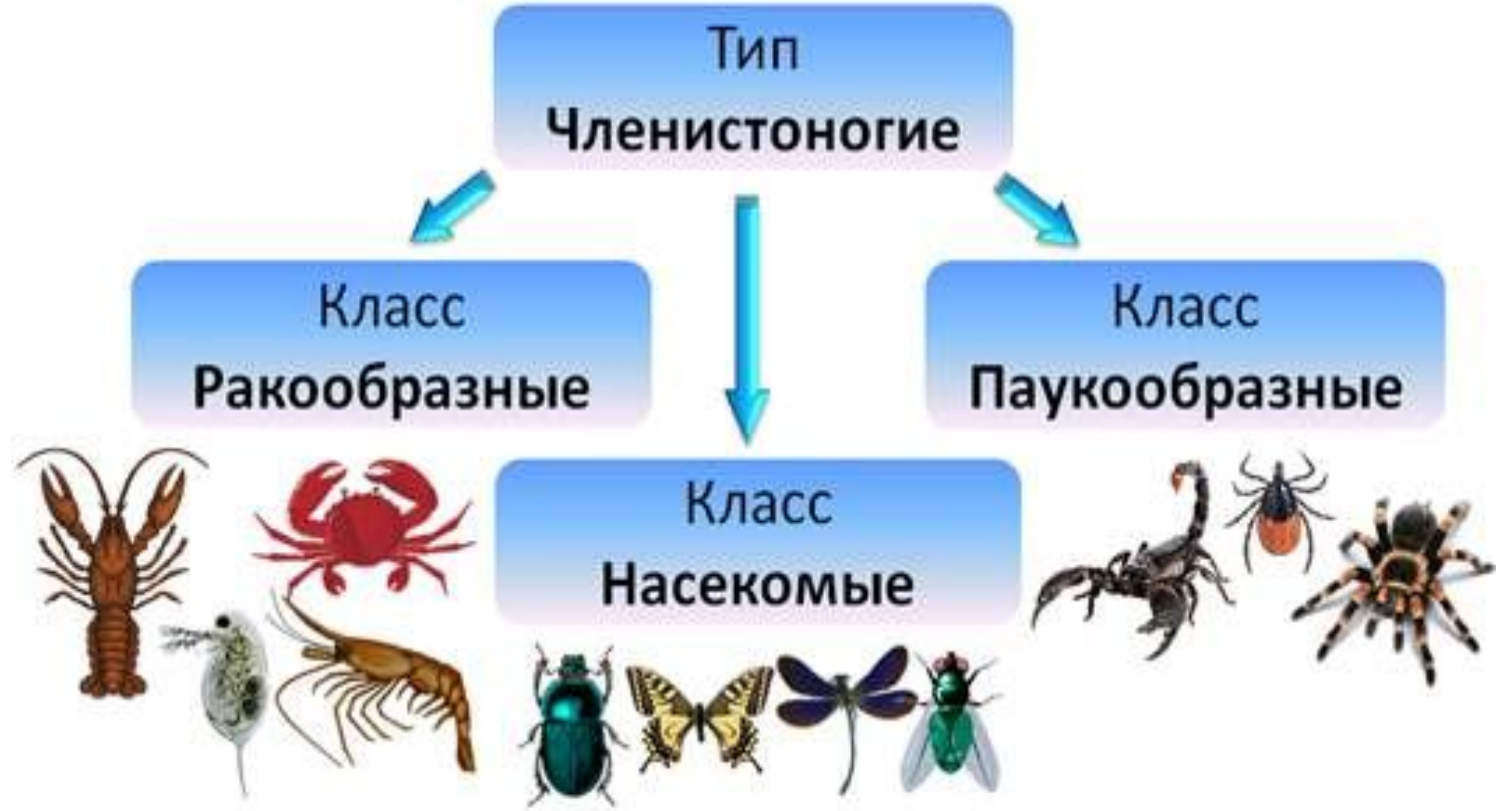 Тип
Членистоногие
Класс
Ракообразные
Класс
Паукообразные
Класс
Насекомые